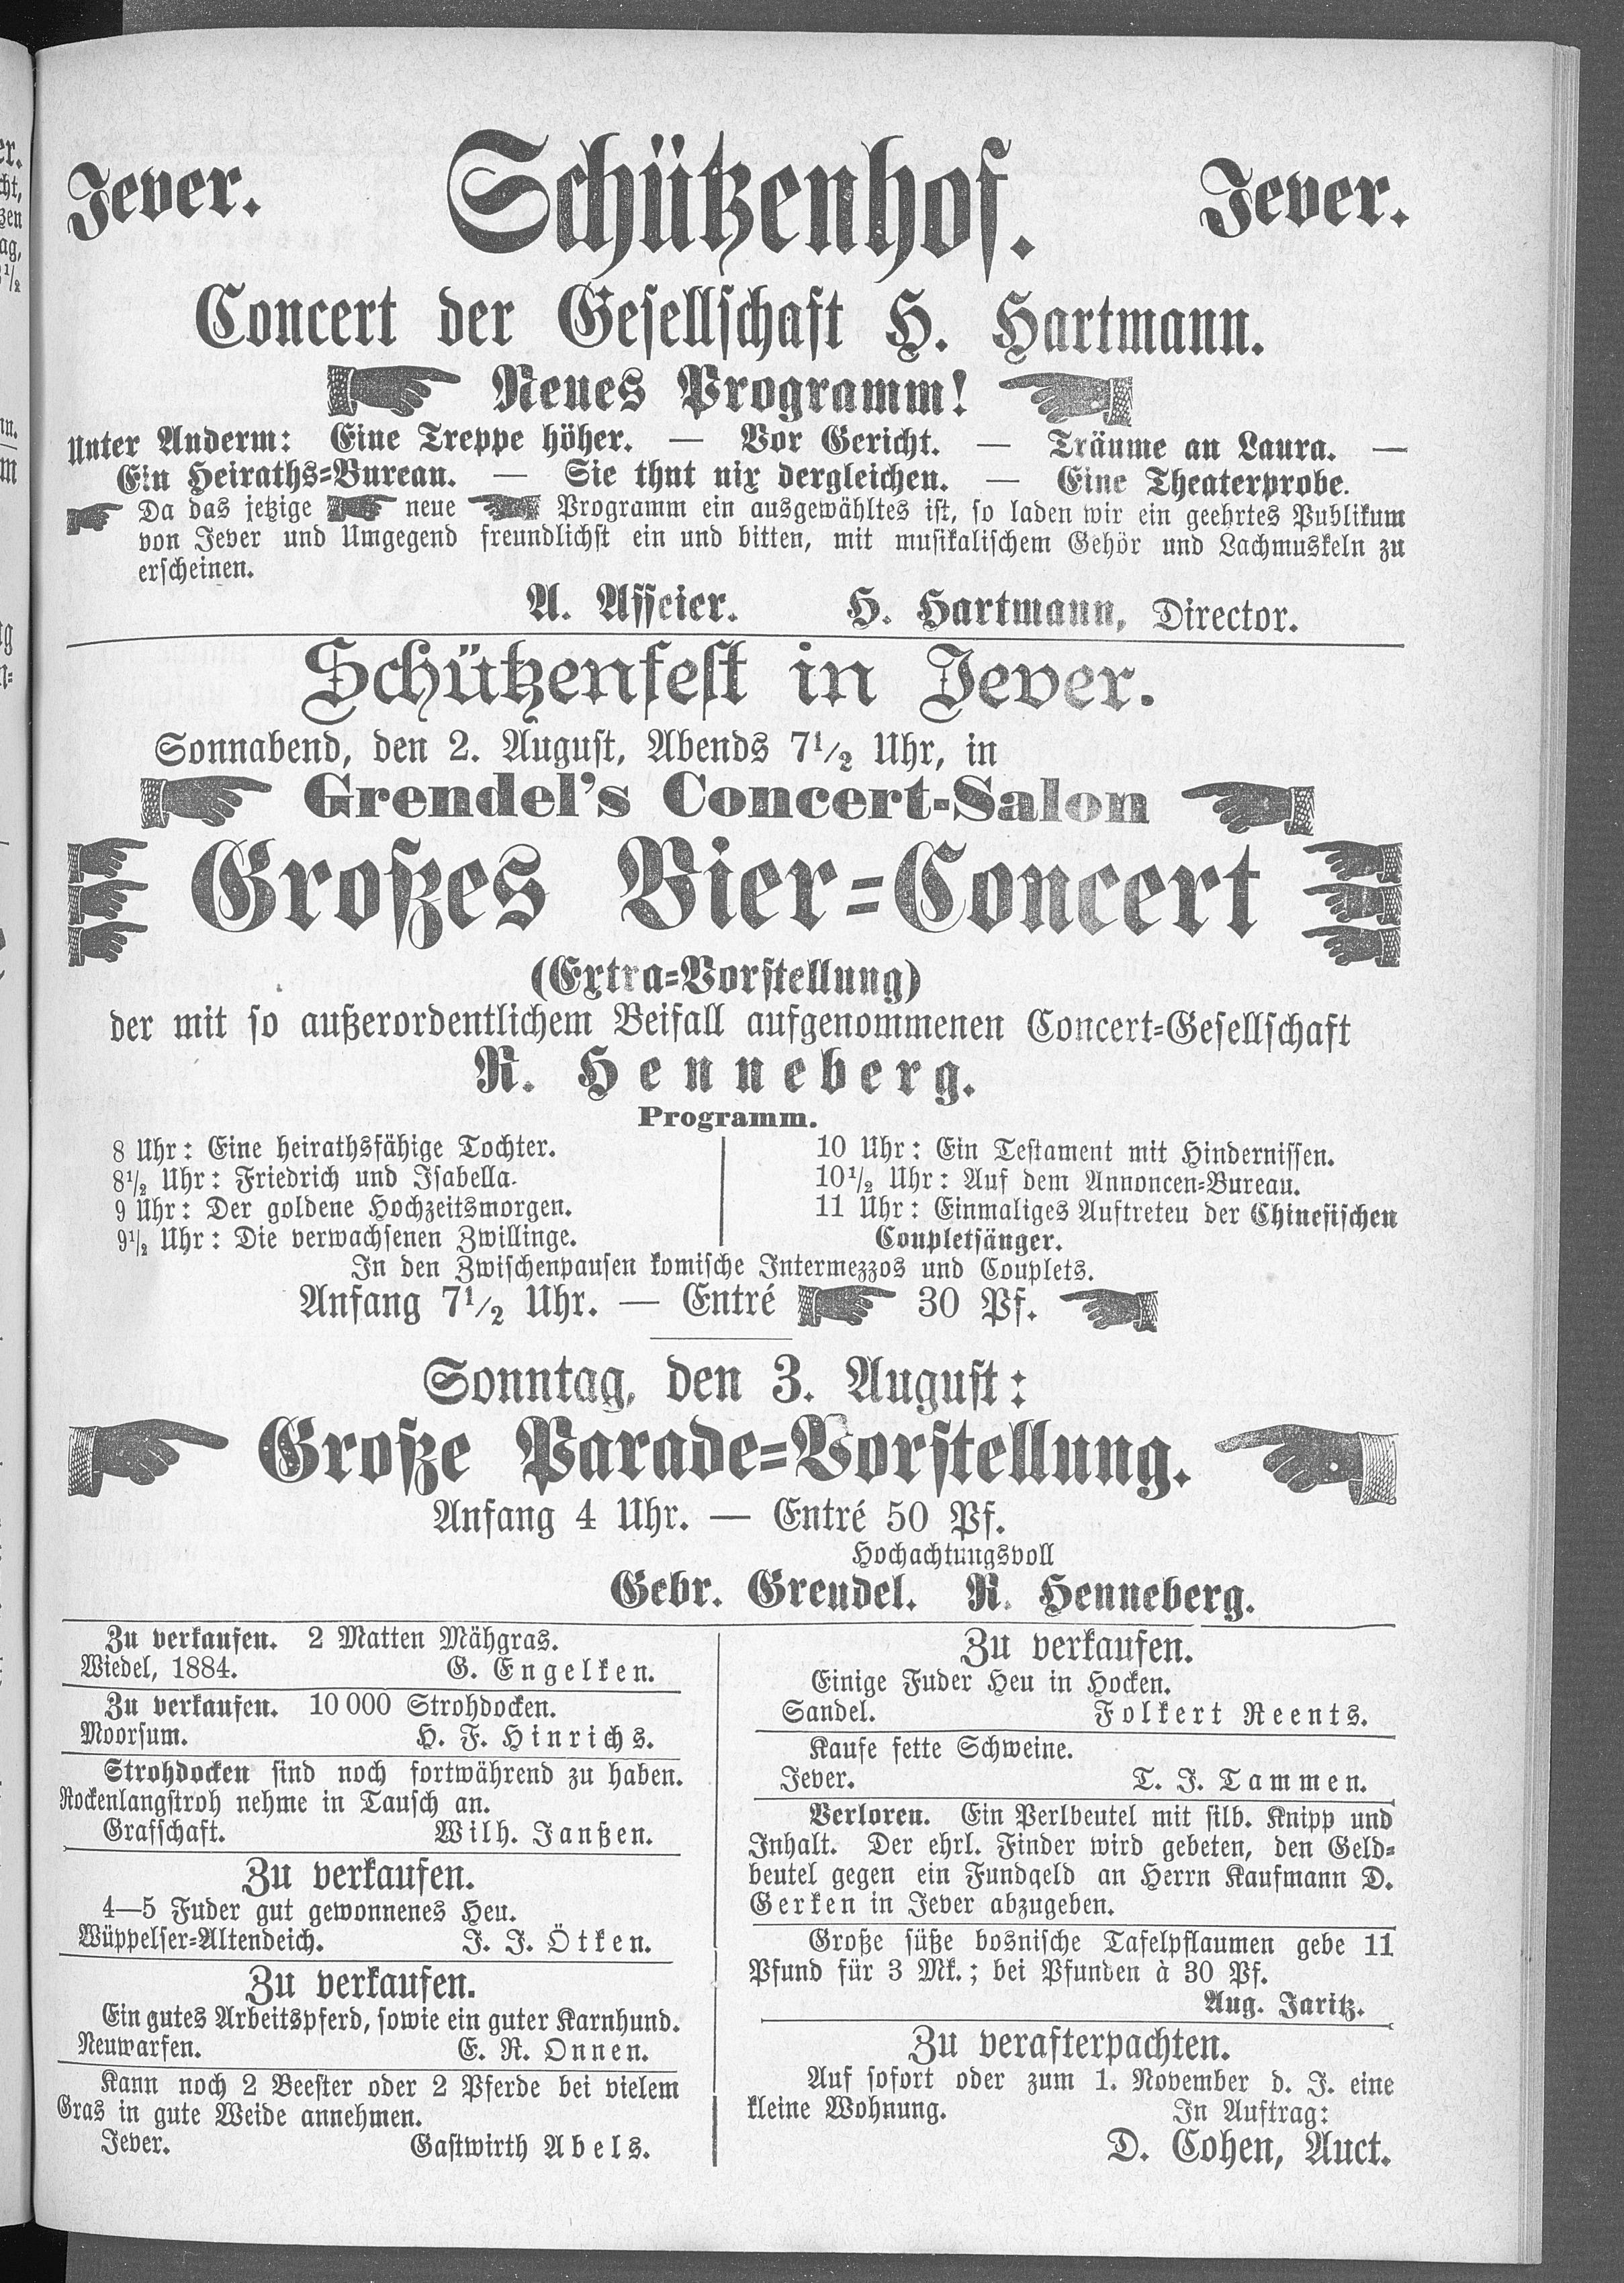 Jever. Schützenhof. Jever.
Concert der Gesellschaft H. Hartmann.
Neues Programm!
Unter Anderm: Eine Treppe höher. — Vor Gericht. — Träume an Laura. —
Ein Heiraths-Bureau. — Sie thut nix dergleichen. — Eine Theaterprobe.
Da das jetzige neue Programm ein ausgewähltes ist, so laden wir ein geehrtes Publikum
von Jever und Umgegend freundlichst ein und bitten, mit musikalischem Gehör und Lachmuskeln zu
erscheinen.
A. Asseier. H. Hartmann, Director.
Schützenfest in Jever.
Sonnabend, den 2. August, Abends 7½ Uhr, in
Grendel's Concert-Salon
Großes Bier-Concert
(Extra-Vorstellung)
der mit so außerordentlichem Beifall aufgenommenen Concert-Gesellschaft
R. Henneberg.
Programm.
8 Uhr: Eine heirathsfähige Tochter.
8½ Uhr: Friedrich und Isabella.
9 Uhr: Der goldene Hochzeitsmorgen.
9½ Uhr: Die verwachsenen Zwillinge.
10 Uhr: Ein Testament mit Hindernissen.
10½ Uhr: Auf dem Annoncen-Bureau.
11 Uhr: Einmaliges Auftreten der Chinesischen
Coupletsänger.
In den Zwischenpausen komische Intermezzos und Couplets.
Anfang 7½ Uhr. — Entré 30 Pf.
Sonntag, den 3. August:
Große Parade-Vorstellung.
Anfang 4 Uhr. — Entré 50 Pf.
Hochachtungsvoll
Gebr. Grendel. R. Henneberg.
Zu verkaufen. 2 Matten Mähgras.
Wiedel, 1884. G. Engelken.
Zu verkaufen. 10 000 Strohdocken.
Moorsum. H. F. Hinrichs.
Strohdocken sind noch fortwährend zu haben.
Rockenlangstroh nehme in Tausch an.
Grafschaft. Wilh. Janßen.
Zu verkaufen.
4—5 Fuder gut gewonnenes Heu.
Wüppelser-Altendeich. J. J. Ötken.
Zu verkaufen.
Ein gutes Arbeitspferd, sowie ein guter Karnhund.
Neuwarfen. E. R. Onnen.
Kann noch 2 Beester oder 2 Pferde bei vielem
Gras in gute Weide annehmen.
Jever. Gastwirth Abels.
Zu verkaufen.
Einige Fuder Heu in Hocken.
Sandel. Folkert Reents.
Kaufe fette Schweine.
Jever. T. J. Tammen.
Verloren. Ein Perlbeutel mit silb. Knipp und
Inhalt. Der ehrl. Finder wird gebeten, den Geld-
beutel gegen ein Fundgeld an Herrn Kaufmann D.
Gerken in Jever abzugeben.
Große süße bosnische Tafelpflaumen gebe 11
Pfund für 3 Mk.; bei Pfunden à 30 Pf.
Aug. Jaritz.
Zu verafterpachten.
Auf sofort oder zum 1. November d. J. eine
kleine Wohnung. In Auftrag:
D. Cohen, Auct.